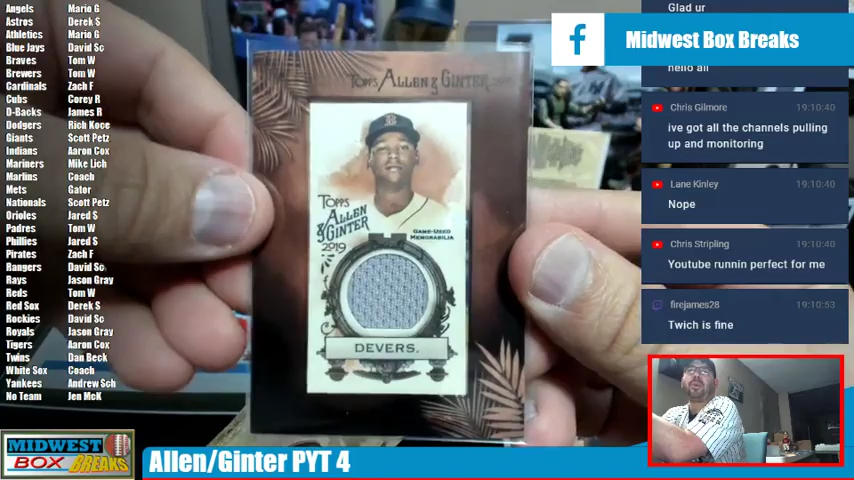 Angels Mario G
Astros Derek S
Athletics Mario G
Blue Jays David Sc
Braves Tom W
Brewers Tom W
Cardinals Zach F
Cubs Corey R
D-Backs James R
Dodgers Rich Koce
Giants Scott Petz
Indians Aaron Cox
Mariners Mike Lich
Marlins Coach
Mets Gator
Nationals Scott Petz
Orioles Jared S
Padres Tom W
Phillies Jared S
Pirates Zach F
Rangers David Sc
Rays Jason Gray
Reds Tom W
Red Sox Derek S
Rockies David Sc
Royals Jason Gray
Tigers Aaron Cox
Twins Dan Beck
White Sox Coach
Yankees Andrew Sch
No Team Jen McK
TOPPS ALLEN & GINTER
B
TOPPS
ALLEN
& GINTER
2019
GAME-USED
MEMORABILIA
DEVERS.
f Midwest Box Breaks
Glad ur
hello all
Chris Gilmore 19:10:40
ive got all the channels pulling
up and monitoring
Lane Kinley 19:10:40
Nope
Chris Stripling 19:10:40
Youtube runnin perfect for me
firejames28 19:10:53
Twich is fine
MIDWEST
BOX BREAKS
Allen/Ginter PYT 4